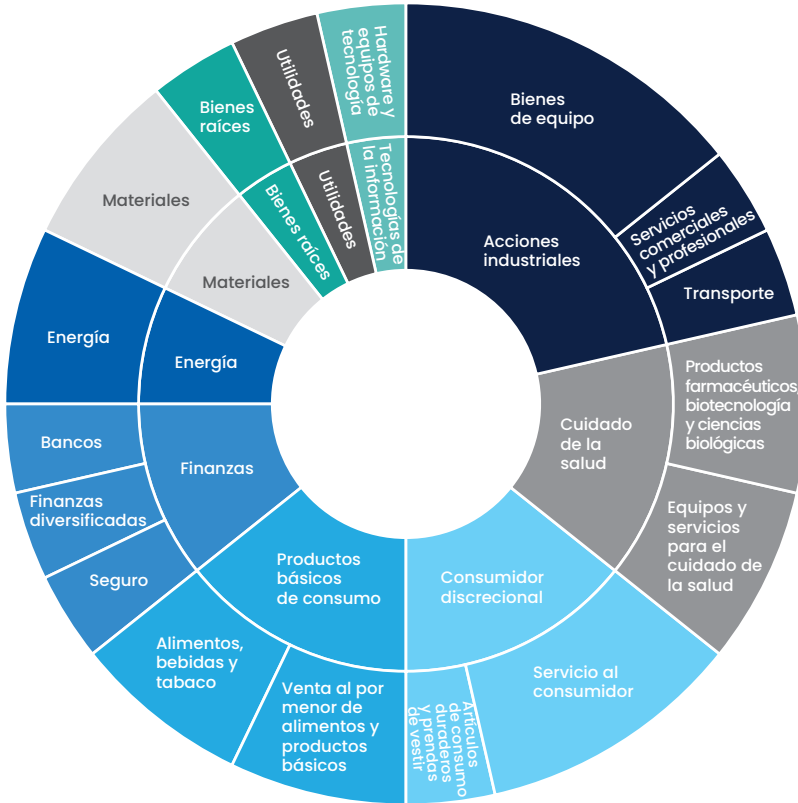 Bienes
de equipo
Servicios
comerciales
y profesionales
Transporte
Acciones
industriales
Productos
farmacéuticos,
biotecnología
y ciencias
biológicas
Equipos y
servicios
para el
cuidado de
la salud
Cuidado
de la
salud
Servicio al
consumidor
Artículos
de consumo
duraderos
y prendas
de vestir
Consumidor
discrecional
Venta al por
menor de
alimentos y
productos
básicos
Alimentos,
bebidas y
tabaco
Productos
básicos
de consumo
Seguro
Finanzas
diversificadas
Bancos
Finanzas
Energía
Energía
Materiales
Materiales
Bienes
raíces
Bienes raíces
Utilidades
Utilidades
Hardware y
equipos de
tecnología
Tecnologías de
la información